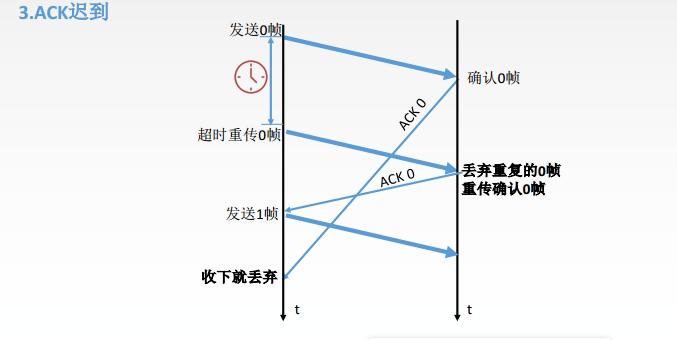 3.ACK迟到
发送0帧
确认0帧
ACK 0
超时重传0帧
丢弃重复的0帧
重传确认0帧
ACK 0
发送1帧
收下就丢弃
t
t